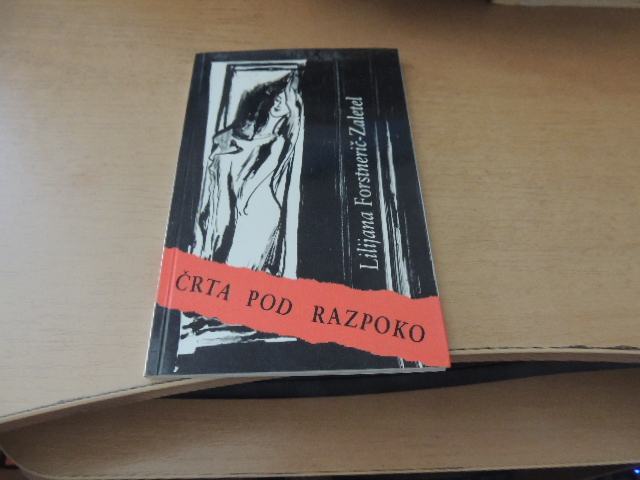 Lilijana Forstnerič-Zaletel
ČRTA POD RAZPOKO